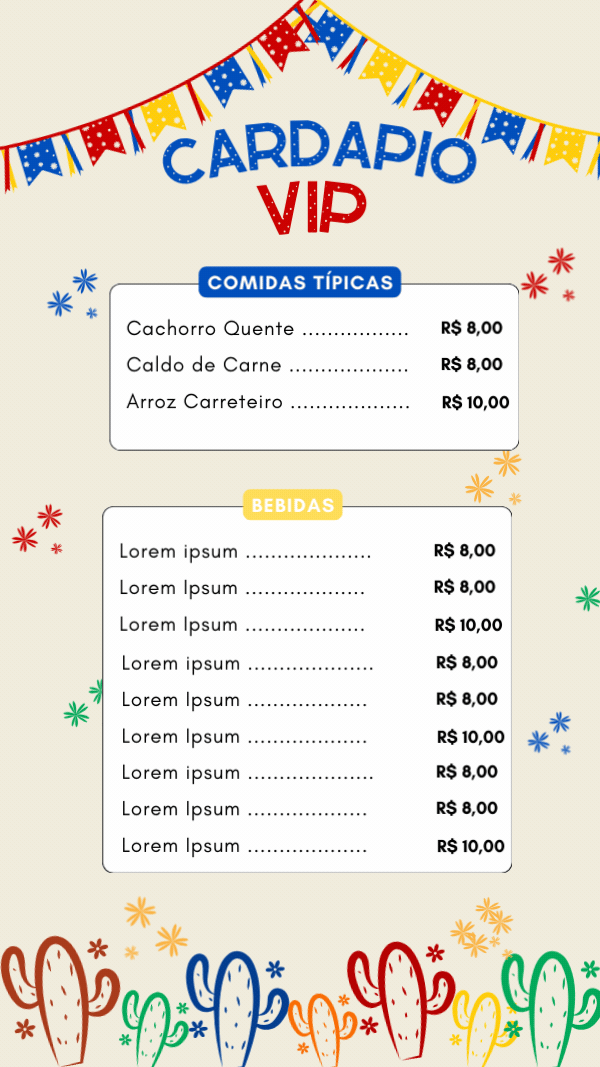 CARDAPIO
VIP
COMIDAS TÍPICAS
Cachorro Quente ................. R$ 8,00
Caldo de Carne ................... R$ 8,00
Arroz Carreteiro ................... R$ 10,00
BEBIDAS
Lorem ipsum .................... R$ 8,00
Lorem Ipsum ................... R$ 8,00
Lorem Ipsum ................... R$ 10,00
Lorem ipsum .................... R$ 8,00
Lorem Ipsum ................... R$ 8,00
Lorem Ipsum ................... R$ 10,00
Lorem ipsum .................... R$ 8,00
Lorem Ipsum ................... R$ 8,00
Lorem Ipsum ................... R$ 10,00